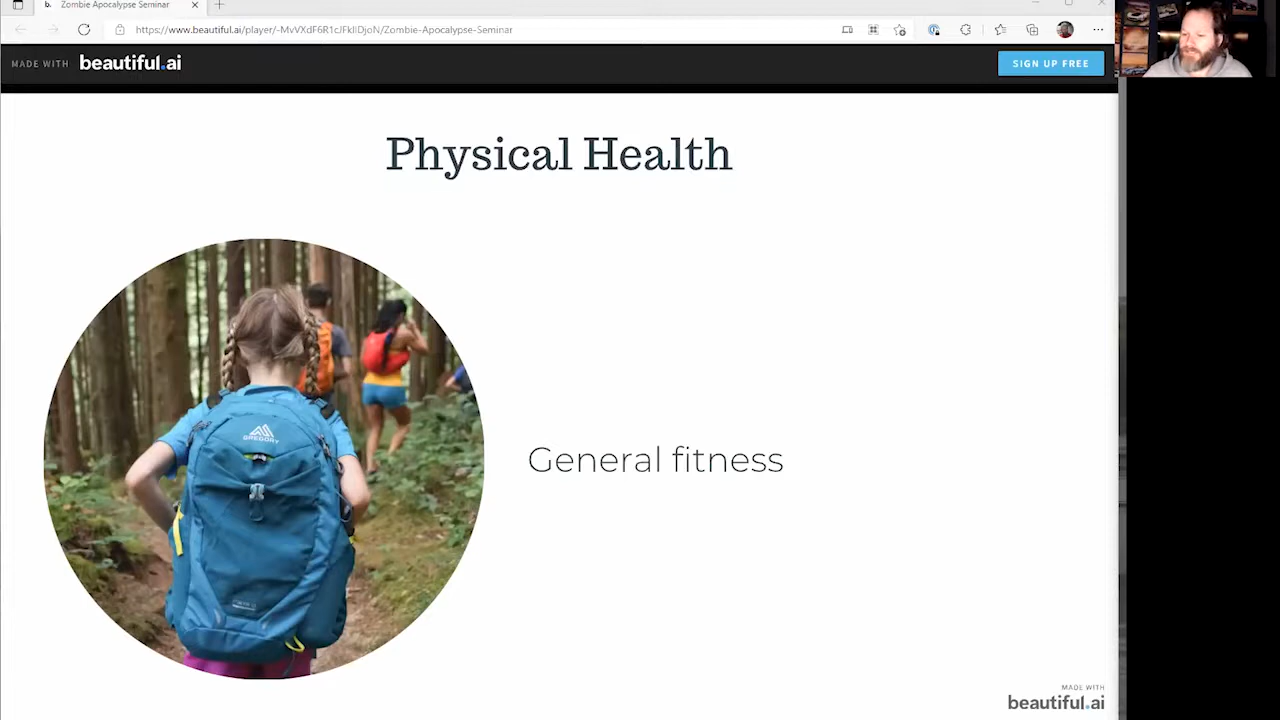 Zombie Apocalypse Seminar
https://www.beautiful.ai/player/-MvVXdF6R1cJFkIiDjoN/Zombie-Apocalypse-Seminar
MADE WITH beautiful.ai
SIGN UP FREE
Physical Health
GREGORY
General fitness
MADE WITH
beautiful.ai